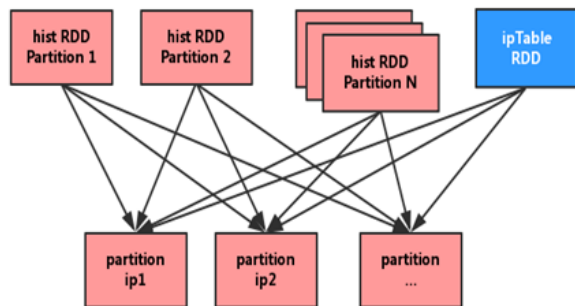 hist RDD
Partition 1
hist RDD
Partition 2
hist RDD
Partition N
ipTable
RDD
partition
ip1
partition
ip2
partition
...